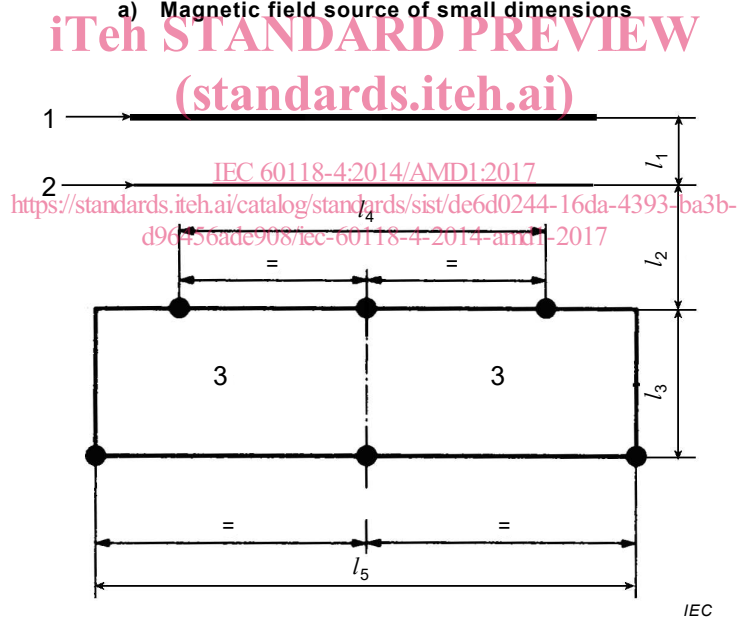 a) Magnetic field source of small dimensions
iTeh STANDARD PREVIEW
(standards.iteh.ai)
1
l1
IEC 60118-4:2014/AMD1:2017
2
https://standards.iteh.ai/catalog/standards/sist/de6d0244-16da-4393-ba3b-
l4
d96456ade908/iec-60118-4-2014-amd1-2017
= =
l2
3 3
l3
= =
l5
IEC